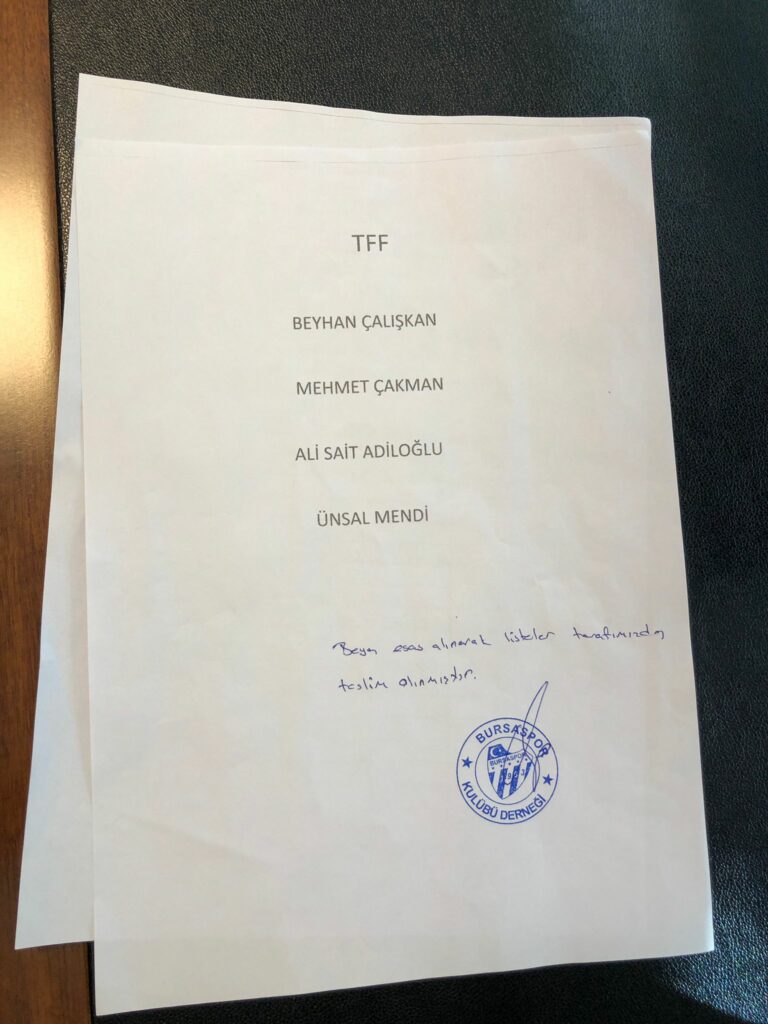 TFF
BEYHAN ÇALIŞKAN
MEHMET ÇAKMAN
ALİ SAİT ADİLOĞLU
ÜNSAL MENDİ
Beyan esas alınarak listeler tarafımızdan
teslim alınmıştır.
BURSASPOR
BURSASPOR
KULÜBÜ DERNEĞİ